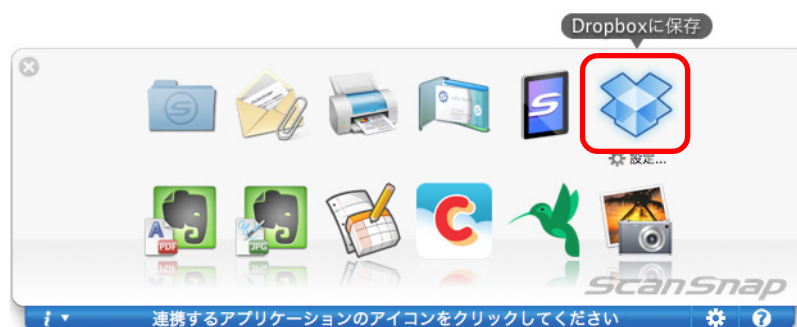 Dropboxに保存
設定...
PDF
JPG
ScanSnap
連携するアプリケーションのアイコンをクリックしてください